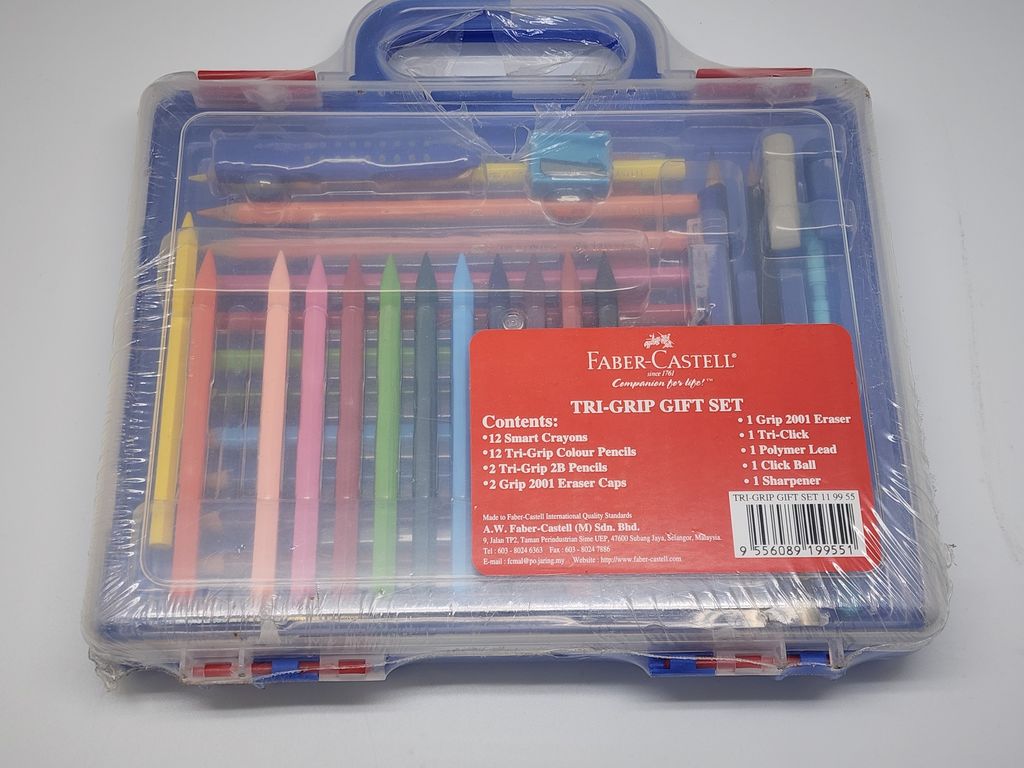 FABER-CASTELL®
since 1761
Companion for life!™
TRI-GRIP GIFT SET
Contents:
•12 Smart Crayons
•12 Tri-Grip Colour Pencils
•2 Tri-Grip 2B Pencils
•2 Grip 2001 Eraser Caps
•1 Grip 2001 Eraser
•1 Tri-Click
•1 Polymer Lead
•1 Click Ball
•1 Sharpener
Made to Faber-Castell International Quality Standards
A.W. Faber-Castell (M) Sdn. Bhd.
9, Jalan TP2, Taman Perindustrian Sime UEP, 47600 Subang Jaya, Selangor, Malaysia.
Tel : 603 - 8024 6363 Fax : 603 - 8024 7886
E-mail : fcmal@po.jaring.my Website : http://www.faber-castell.com
TRI-GRIP GIFT SET 11 99 55
9 556089 199551